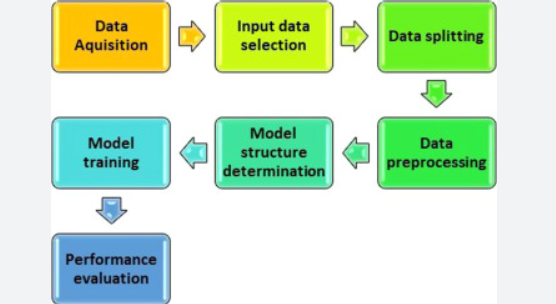 Data
Aquisition
Input data
selection
Data splitting
Data
preprocessing
Model
structure
determination
Model
training
Performance
evaluation